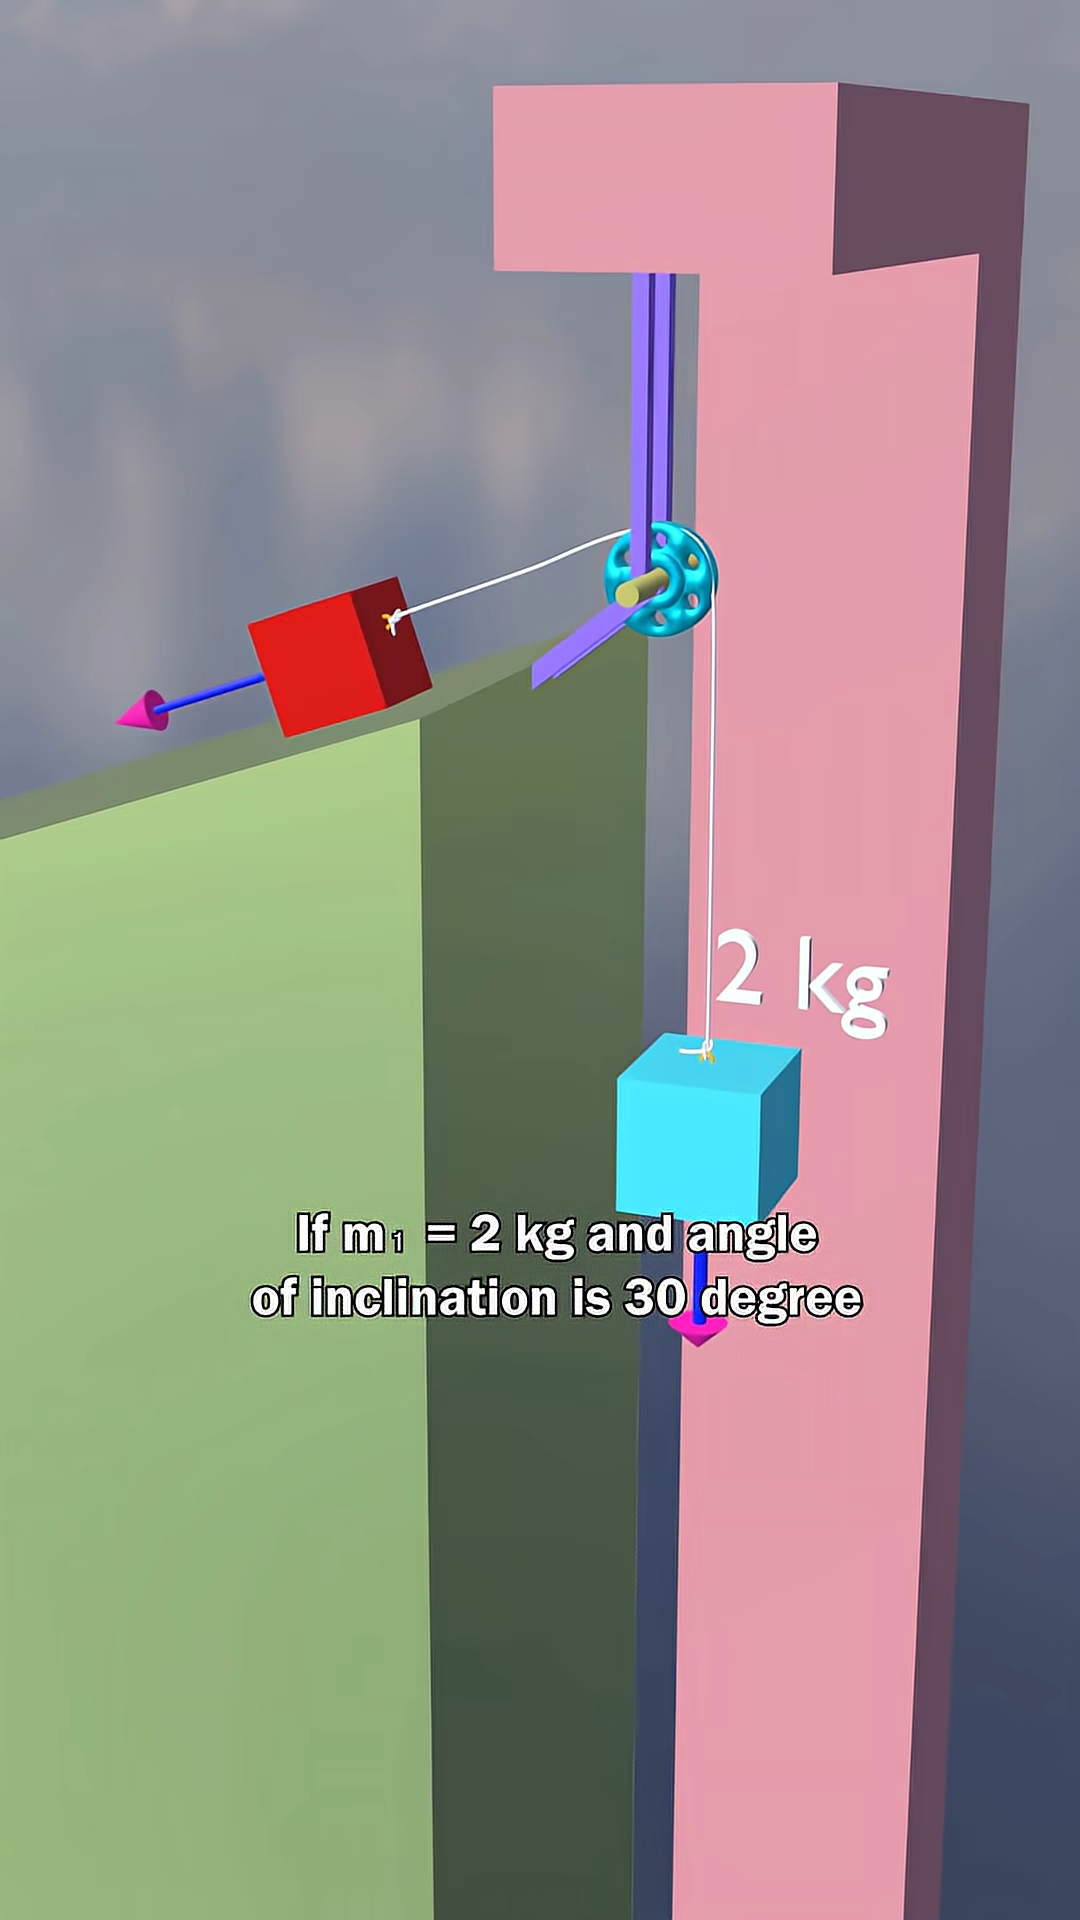 2 kg
If m₁ = 2 kg and angle
of inclination is 30 degree